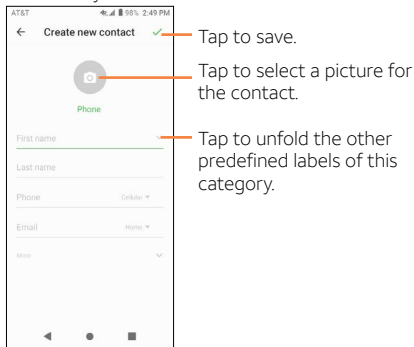 AT&T 98% 2:49 PM
Create new contact
Tap to save.
Tap to select a picture for
the contact.
Phone
First name
Tap to unfold the other
predefined labels of this
category.
Last name
Phone Cellular
Email Home
More